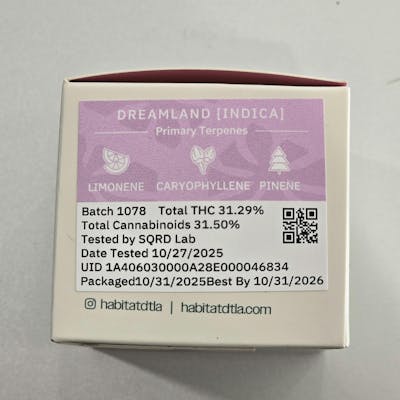 DREAMLAND [INDICA]
Primary Terpenes
LIMONENE CARYOPHYLLENE PINENE
Batch 1078 Total THC 31.29%
Total Cannabinoids 31.50%
Tested by SQRD Lab
Date Tested 10/27/2025
UID 1A406030000A28E000046834
Packaged10/31/2025Best By 10/31/2026
habitatdtla | habitatdtla.com